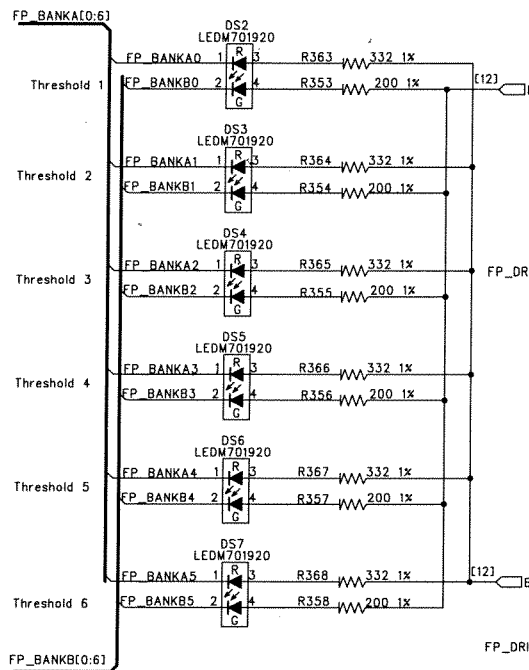 FP_BANKA[0:6]
DS2
LEDM701920
FP_BANKA0 1 R 3 R363 332 1%
Threshold 1
FP_BANKB0 2 G 4 R353 200 1% [12]
DS3
LEDM701920
FP_BANKA1 1 R 3 R364 332 1%
Threshold 2
FP_BANKB1 2 G 4 R354 200 1%
DS4
LEDM701920
FP_BANKA2 1 R 3 R365 332 1%
FP_DR
Threshold 3
FP_BANKB2 2 G 4 R355 200 1%
DS5
LEDM701920
FP_BANKA3 1 R 3 R366 332 1%
Threshold 4
FP_BANKB3 2 G 4 R356 200 1%
DS6
LEDM701920
FP_BANKA4 1 R 3 R367 332 1%
Threshold 5
FP_BANKB4 2 G 4 R357 200 1%
DS7
LEDM701920
FP_BANKA5 1 R 3 R368 332 1% [12]
Threshold 6
FP_BANKB5 2 G 4 R358 200 1%
FP_DRI
FP_BANKB[0:6]